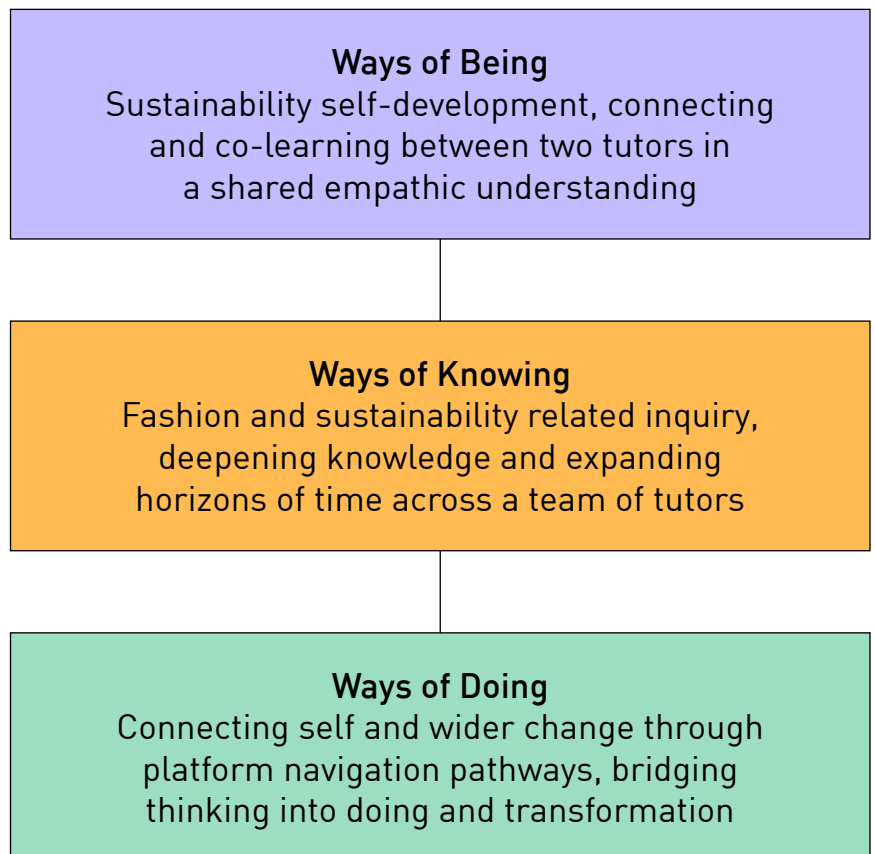 Ways of Being
Sustainability self-development, connecting
and co-learning between two tutors in
a shared empathic understanding
Ways of Knowing
Fashion and sustainability related inquiry,
deepening knowledge and expanding
horizons of time across a team of tutors
Ways of Doing
Connecting self and wider change through
platform navigation pathways, bridging
thinking into doing and transformation